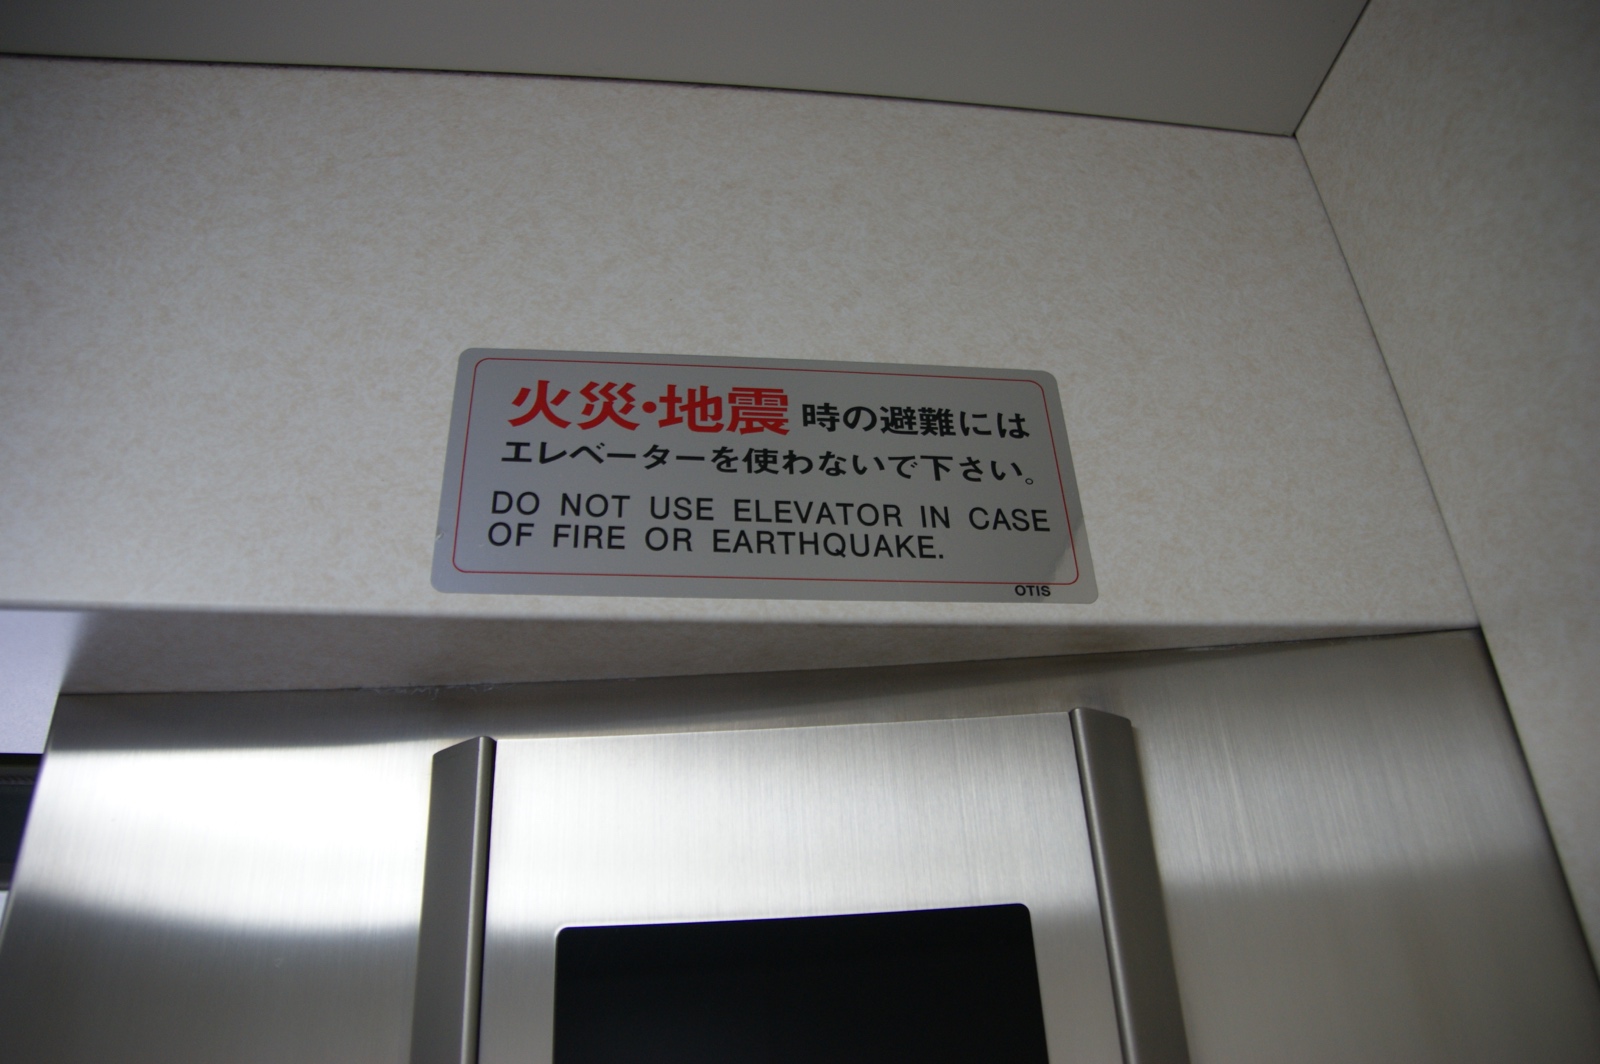 火災・地震時の避難には
エレベーターを使わないで下さい。
DO NOT USE ELEVATOR IN CASE
OF FIRE OR EARTHQUAKE.
OTIS